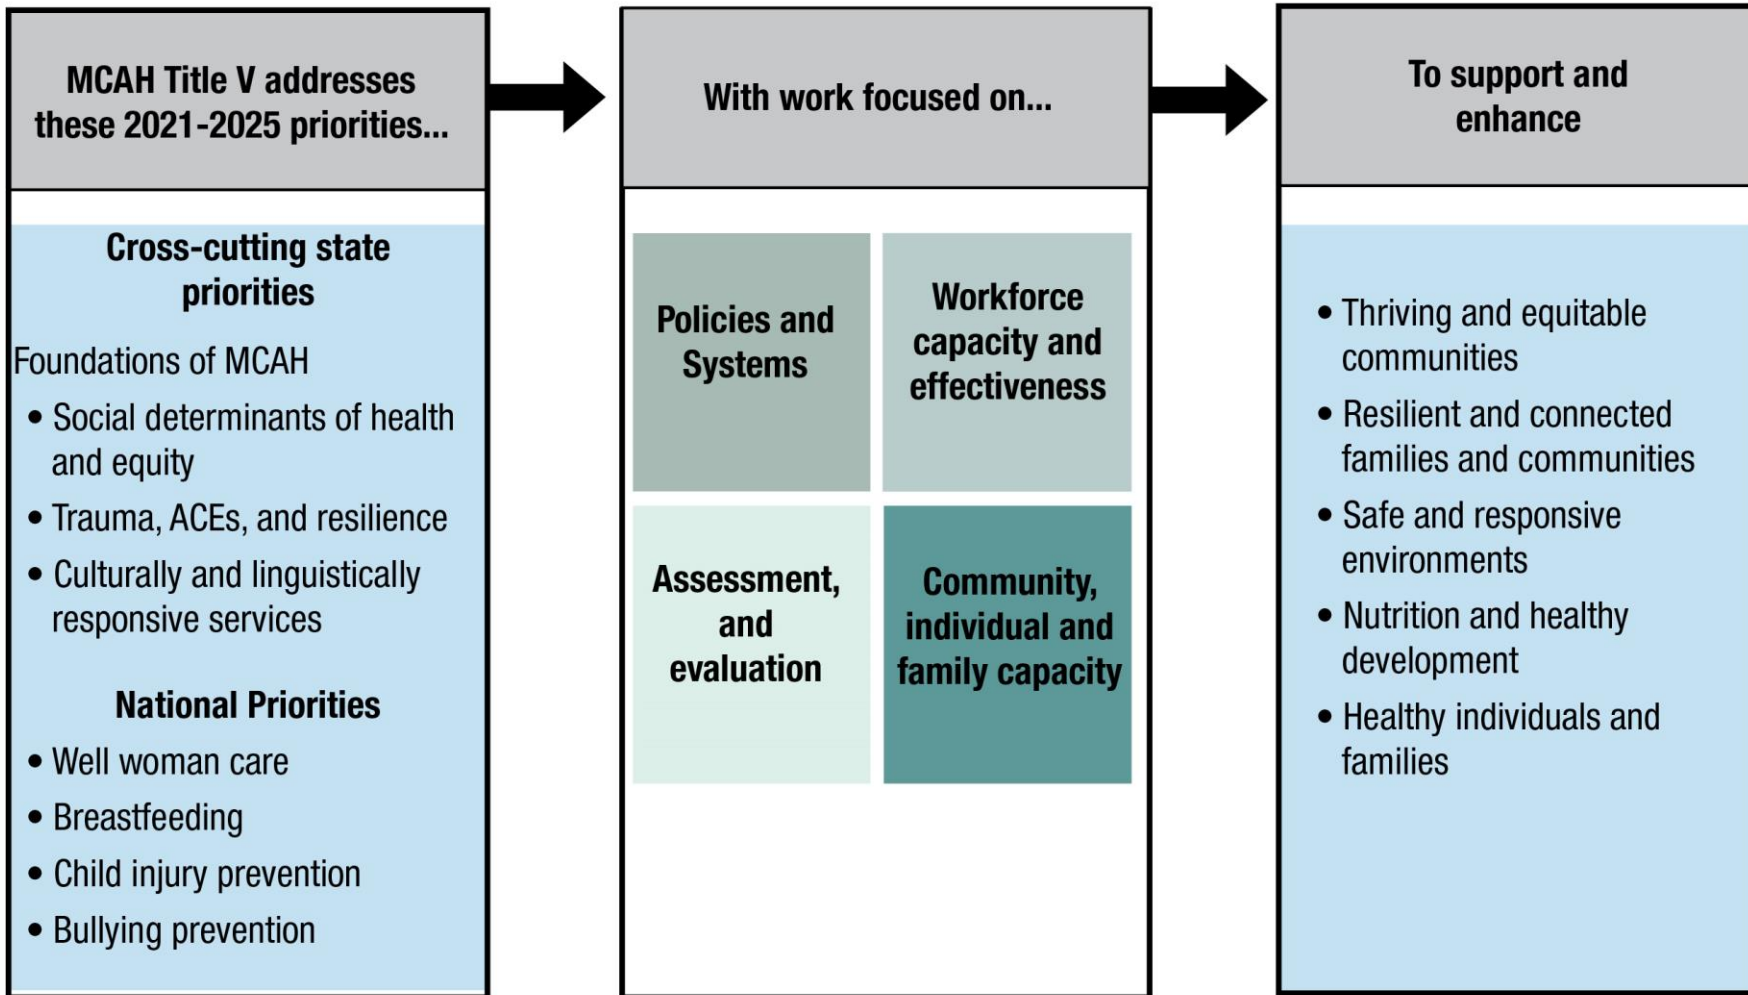 MCAH Title V addresses
these 2021-2025 priorities...
Cross-cutting state
priorities
Foundations of MCAH
• Social determinants of health
and equity
• Trauma, ACEs, and resilience
• Culturally and linguistically
responsive services
National Priorities
• Well woman care
• Breastfeeding
• Child injury prevention
• Bullying prevention
With work focused on...
Policies and
Systems
Workforce
capacity and
effectiveness
Assessment,
and
evaluation
Community,
individual and
family capacity
To support and
enhance
• Thriving and equitable
communities
• Resilient and connected
families and communities
• Safe and responsive
environments
• Nutrition and healthy
development
• Healthy individuals and
families